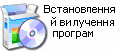 Встановлення
й вилучення
програм